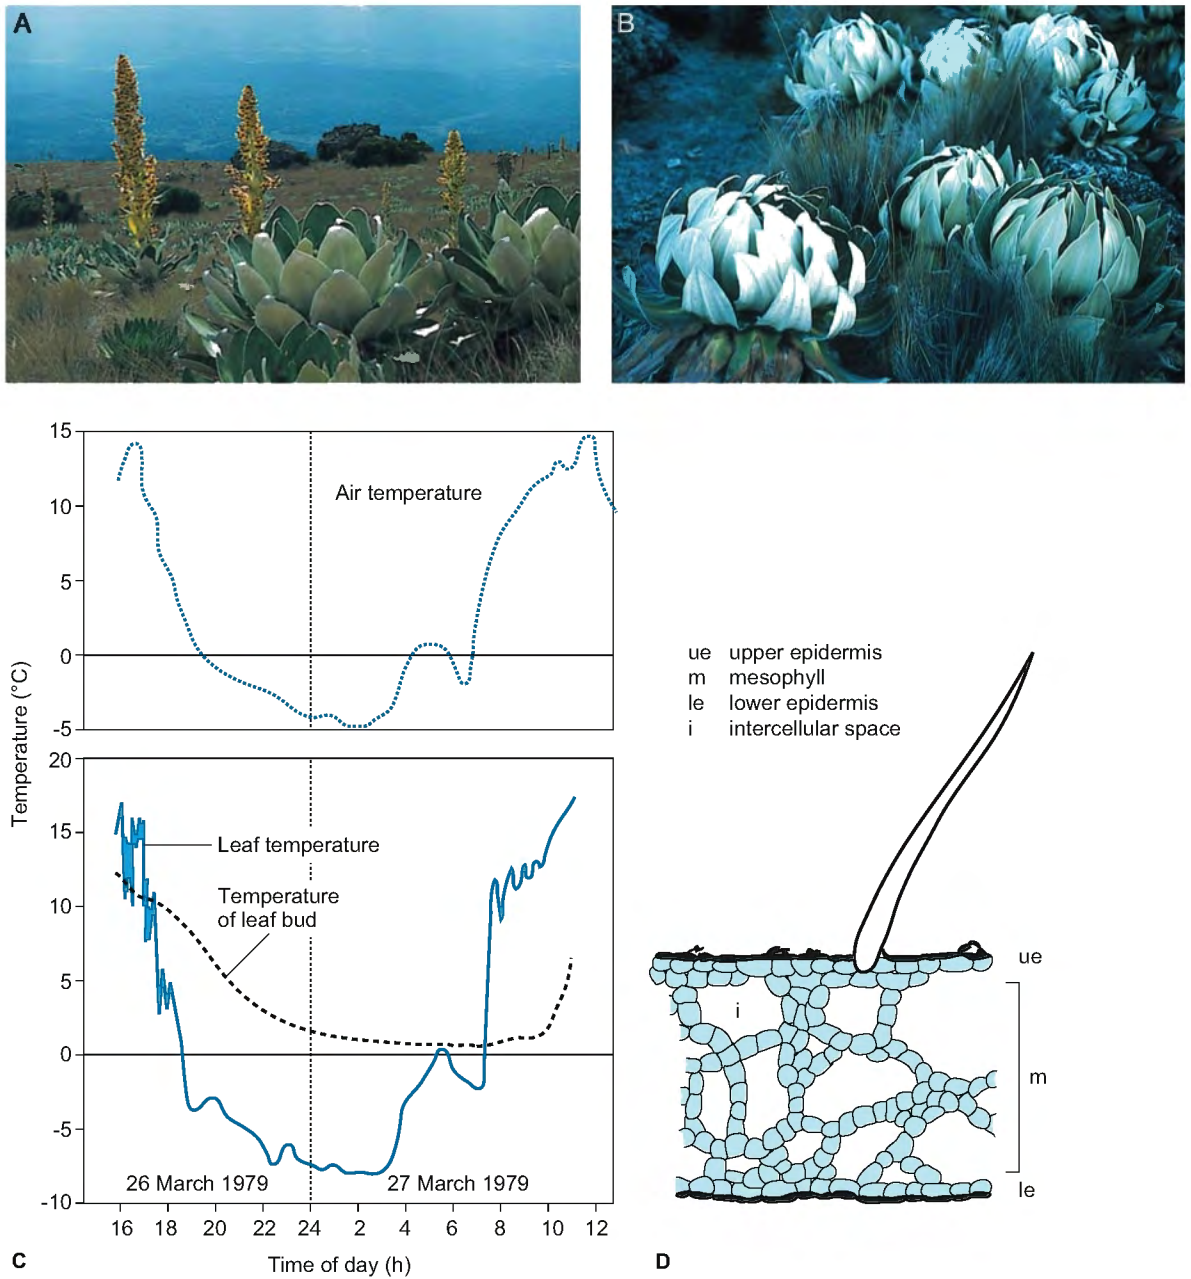 A
B
15
10
5
0
-5
Air temperature
Temperature (°C)
20
15
10
5
0
-5
-10
Leaf temperature
Temperature
of leaf bud
26 March 1979
27 March 1979
16 18 20 22 24 2 4 6 8 10 12
Time of day (h)
C
ue upper epidermis
m mesophyll
le lower epidermis
i intercellular space
ue
i
m
le
D